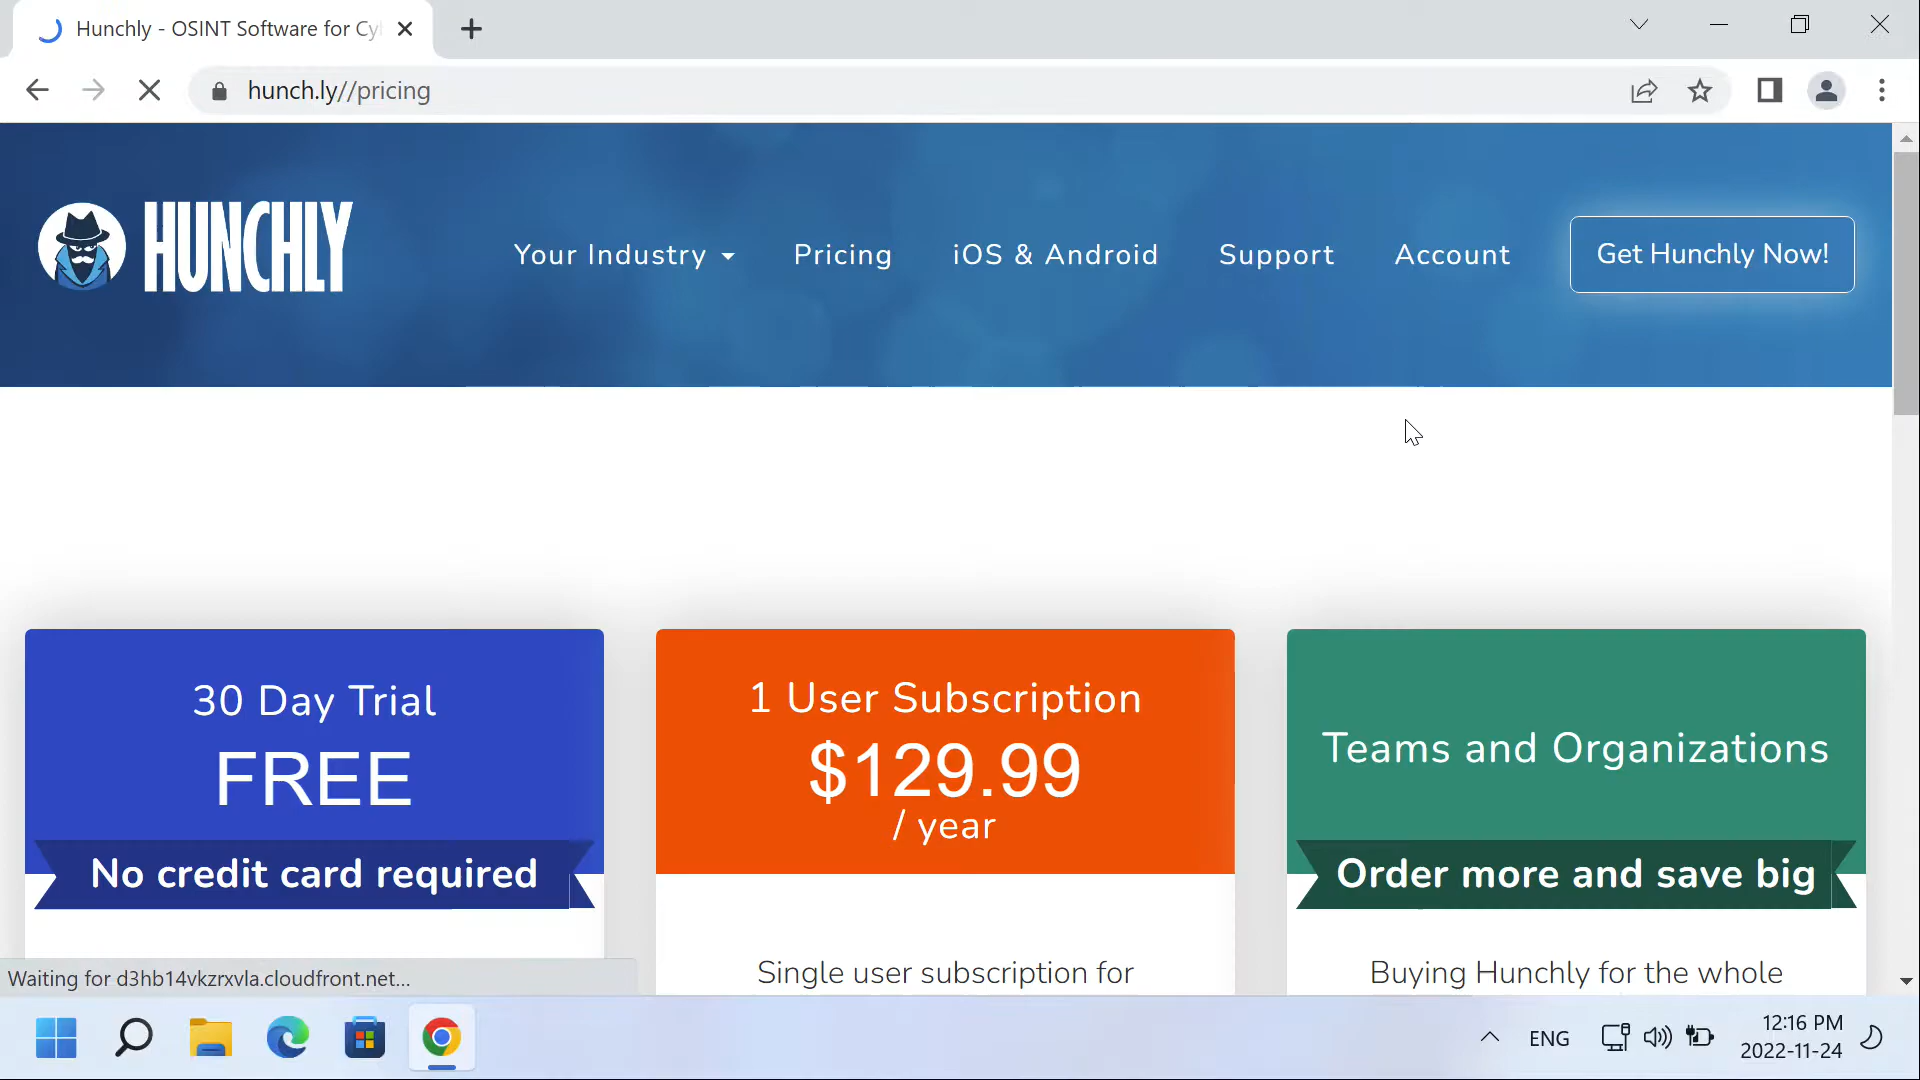 Hunchly - OSINT Software for Cy
hunch.ly//pricing
HUNCHLY
Your Industry
Pricing
iOS & Android
Support
Account
Get Hunchly Now!
30 Day Trial
FREE
No credit card required
1 User Subscription
$129.99
/ year
Single user subscription for
Teams and Organizations
Order more and save big
Buying Hunchly for the whole
Waiting for d3hb14vkzrxvla.cloudfront.net...
ENG
12:16 PM
2022-11-24